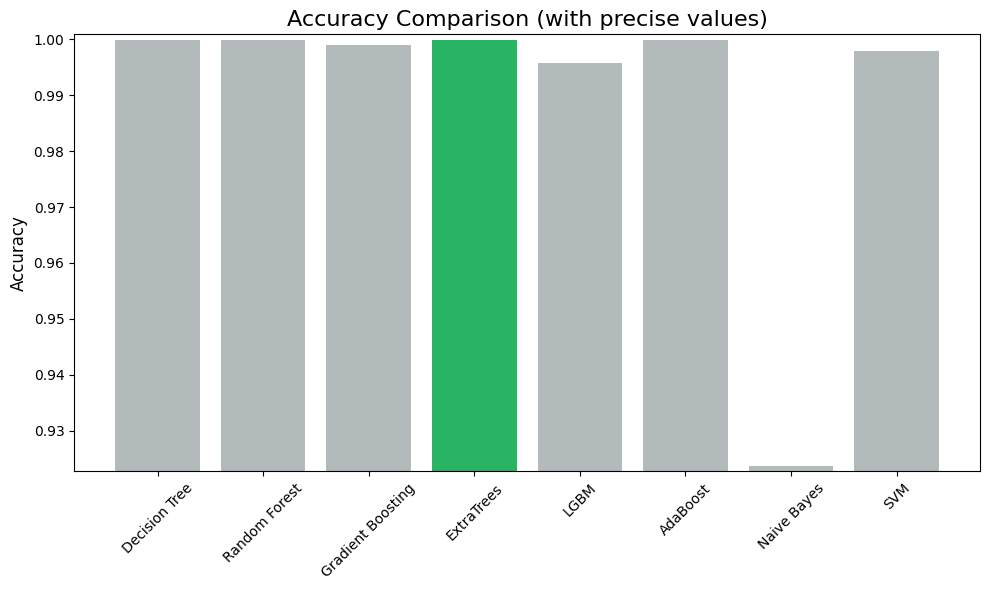 Accuracy Comparison (with precise values)
Accuracy
1.00
0.99
0.98
0.97
0.96
0.95
0.94
0.93
Decision Tree
Random Forest
Gradient Boosting
ExtraTrees
LGBM
AdaBoost
Naive Bayes
SVM